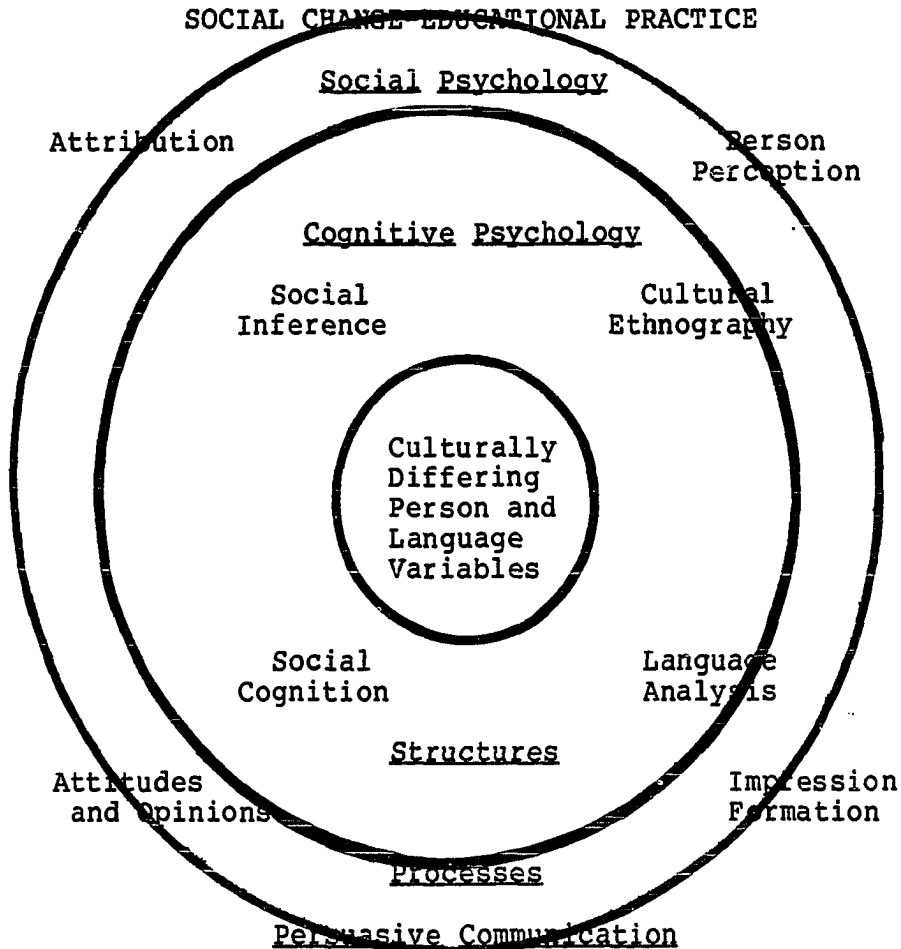 SOCIAL CHANGE EDUCATIONAL PRACTICE
Social Psychology
Attribution
Person
Perception
Cognitive Psychology
Social
Inference
Cultural
Ethnography
Culturally
Differing
Person and
Language
Variables
Social
Cognition
Language
Analysis
Structures
Attitudes
and Opinions
Impression
Formation
Processes
Persuasive Communication